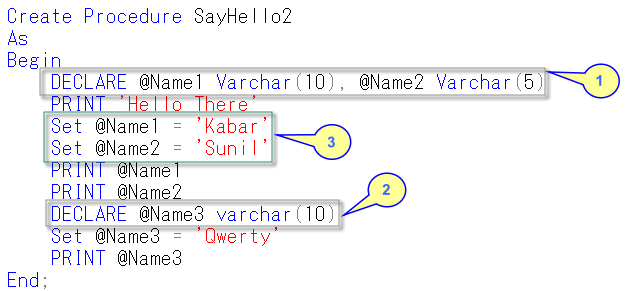 Create Procedure SayHello2
As
Begin
DECLARE @Name1 Varchar(10), @Name2 Varchar(5)
1
PRINT 'Hello There'
Set @Name1 = 'Kabar'
Set @Name2 = 'Sunil'
3
PRINT @Name1
PRINT @Name2
2
DECLARE @Name3 varchar(10)
Set @Name3 = 'Qwerty'
PRINT @Name3
End;